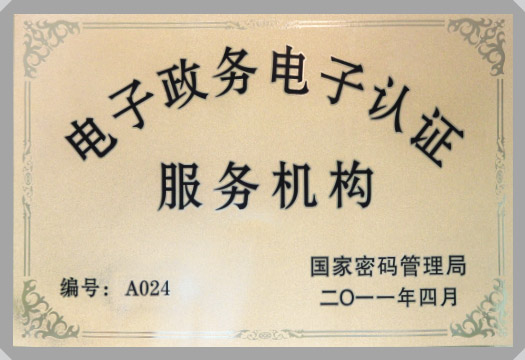 电子政务电子认证
服务机构
编号：A024
国家密码管理局
二〇一一年四月